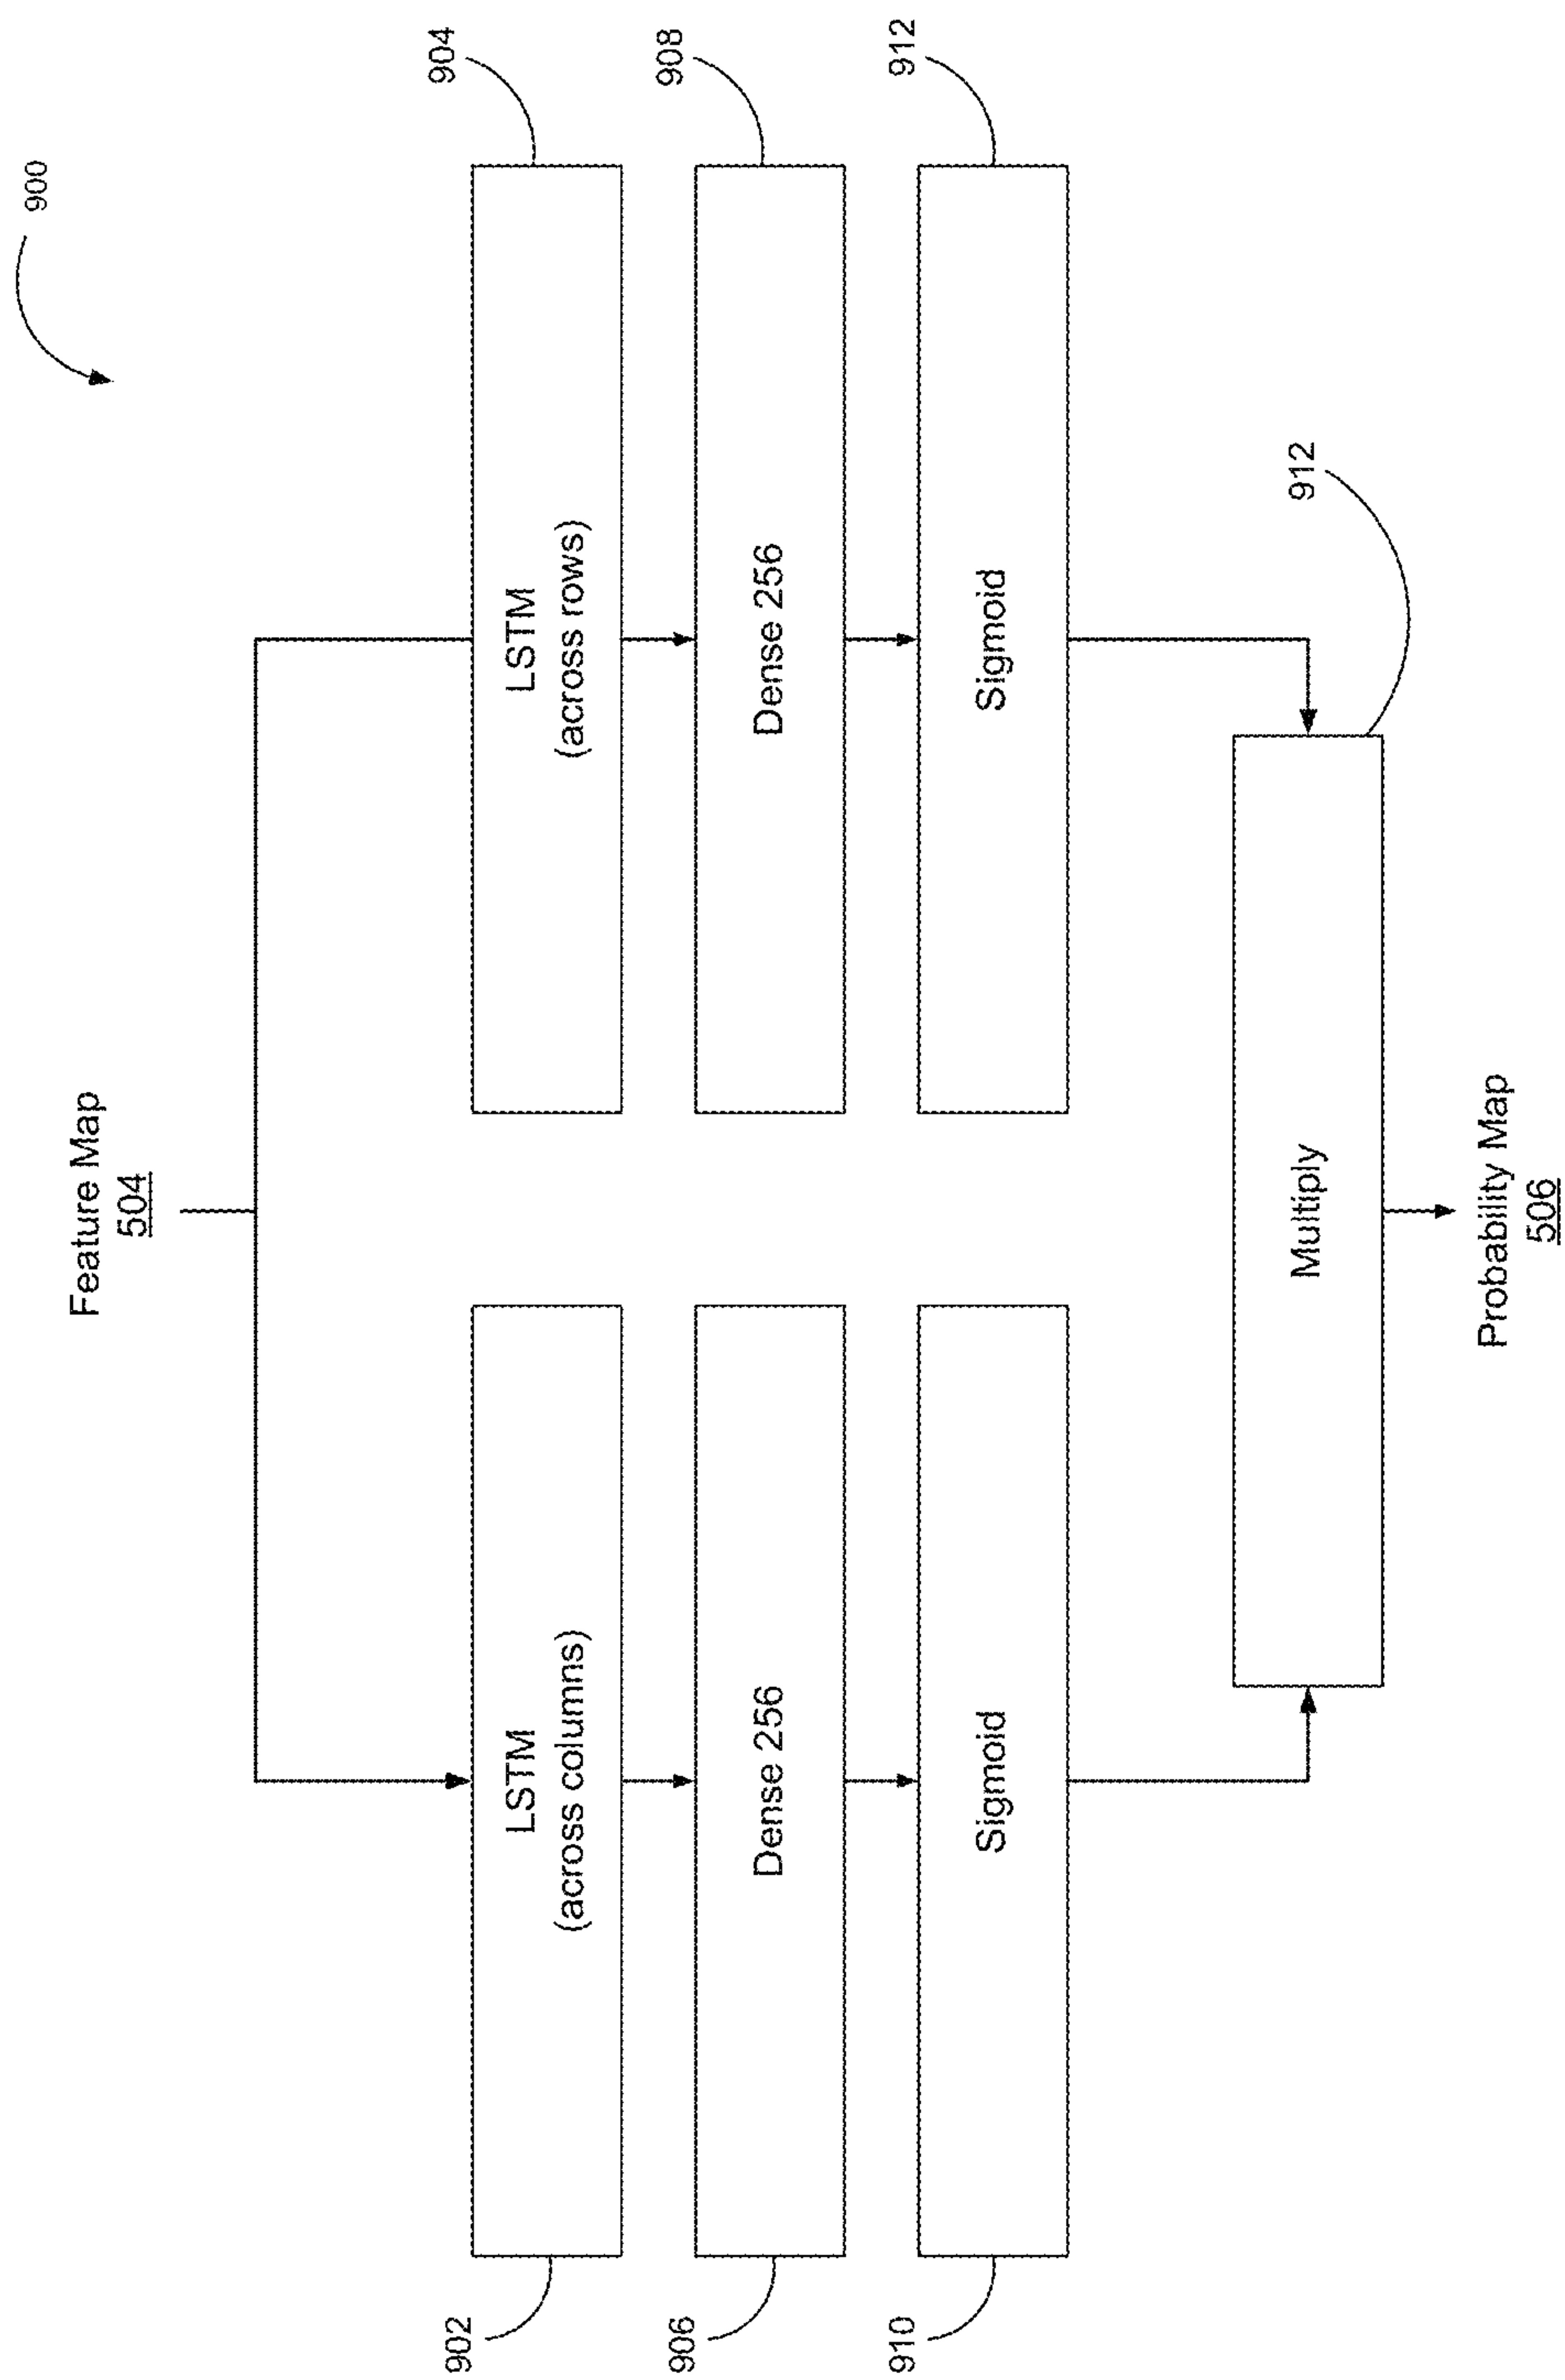 900
Feature Map
504
902
LSTM
(across columns)
LSTM
(across rows)
904
906
Dense 256
Dense 256
908
910
Sigmoid
Sigmoid
912
Multiply
912
Probability Map
506